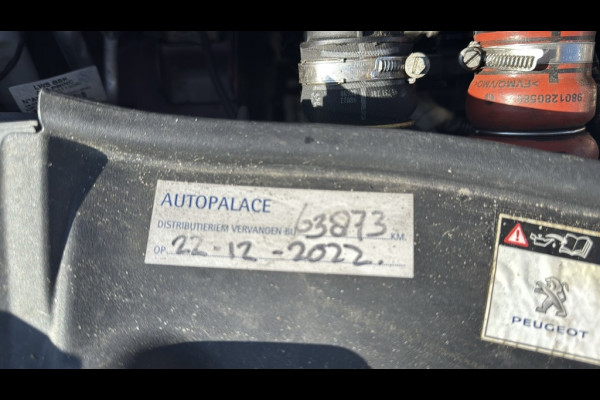 AUTOPALACE
DISTRIBUTIERIEM VERVANGEN BIJ 63873 KM.
OP 22-12-2022.
PEUGEOT